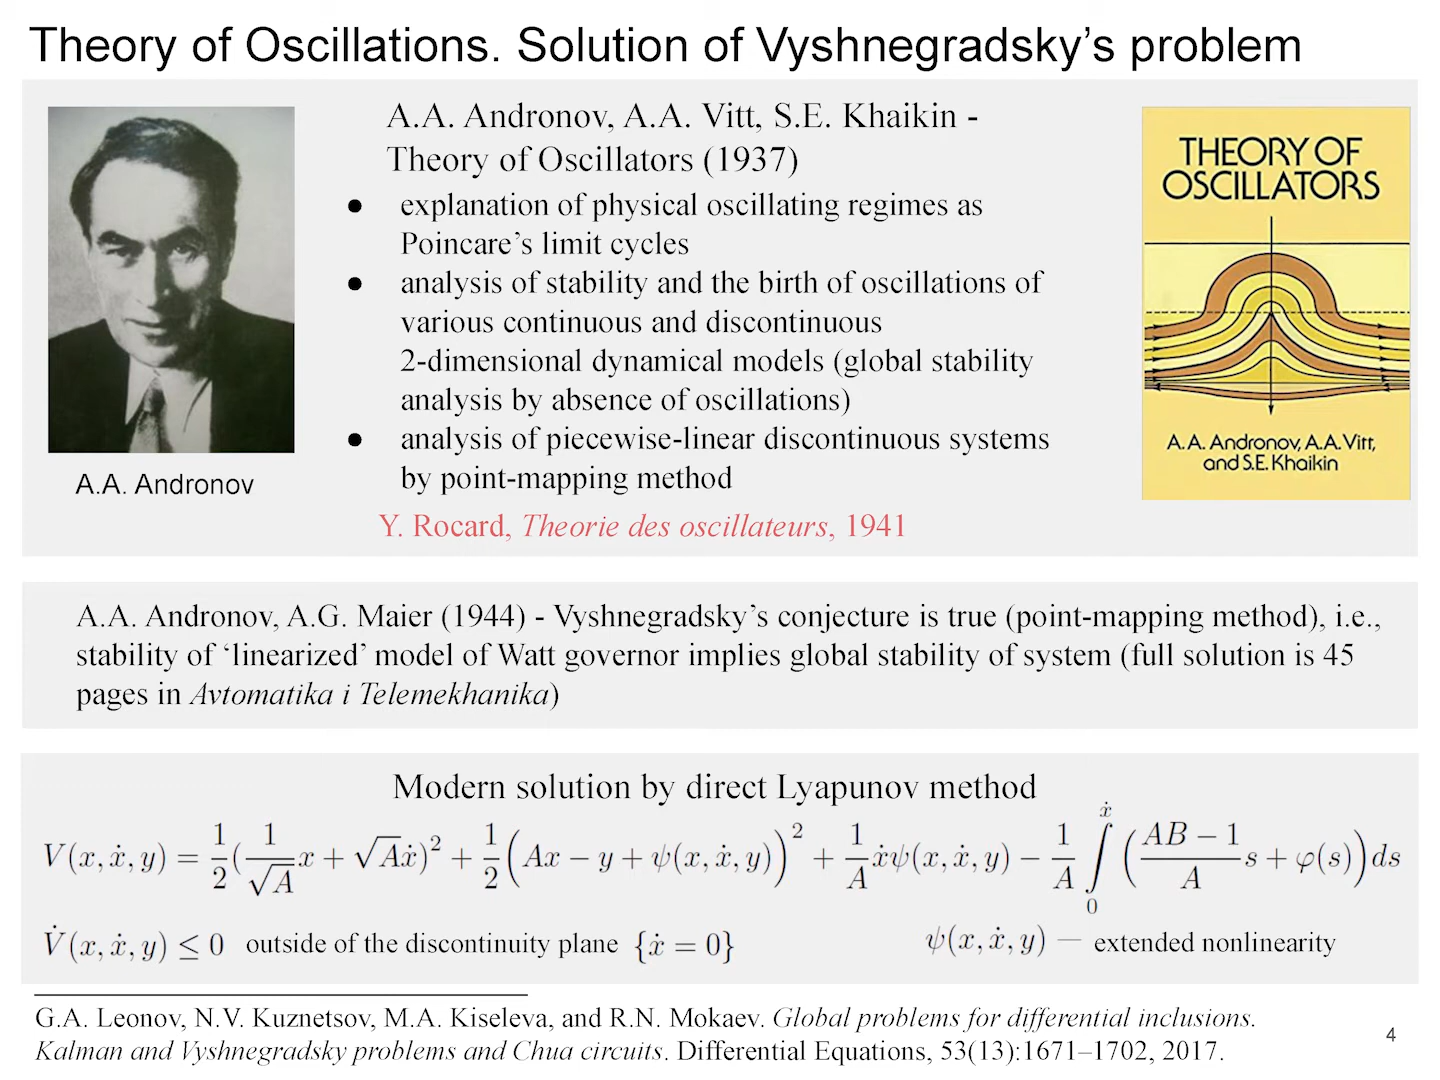 Theory of Oscillations. Solution of Vyshnegradsky's problem
A.A. Andronov, A.A. Vitt, S.E. Khaikin -
Theory of Oscillators (1937)
● explanation of physical oscillating regimes as
Poincare's limit cycles
● analysis of stability and the birth of oscillations of
various continuous and discontinuous
2-dimensional dynamical models (global stability
analysis by absence of oscillations)
● analysis of piecewise-linear discontinuous systems
by point-mapping method
Y. Rocard, Theorie des oscillateurs, 1941
A.A. Andronov
THEORY OF
OSCILLATORS
A. A. Andronov, A.A. Vitt,
and S.E. Khaikin
A.A. Andronov, A.G. Maier (1944) - Vyshnegradsky's conjecture is true (point-mapping method), i.e.,
stability of 'linearized' model of Watt governor implies global stability of system (full solution is 45
pages in Avtomatika i Telemekhanika)
Modern solution by direct Lyapunov method
V(x, ẋ, y) = 1/2(1/√A x + √Aẋ)² + 1/2(Ax − y + ψ(x, ẋ, y))² + 1/A ẋψ(x, ẋ, y) − 1/A ∫₀^ẋ (AB − 1/A s + φ(s))ds
V̇(x, ẋ, y) ≤ 0 outside of the discontinuity plane {ẋ = 0} ψ(x, ẋ, y) — extended nonlinearity
G.A. Leonov, N.V. Kuznetsov, M.A. Kiseleva, and R.N. Mokaev. Global problems for differential inclusions.
Kalman and Vyshnegradsky problems and Chua circuits. Differential Equations, 53(13):1671–1702, 2017.
4